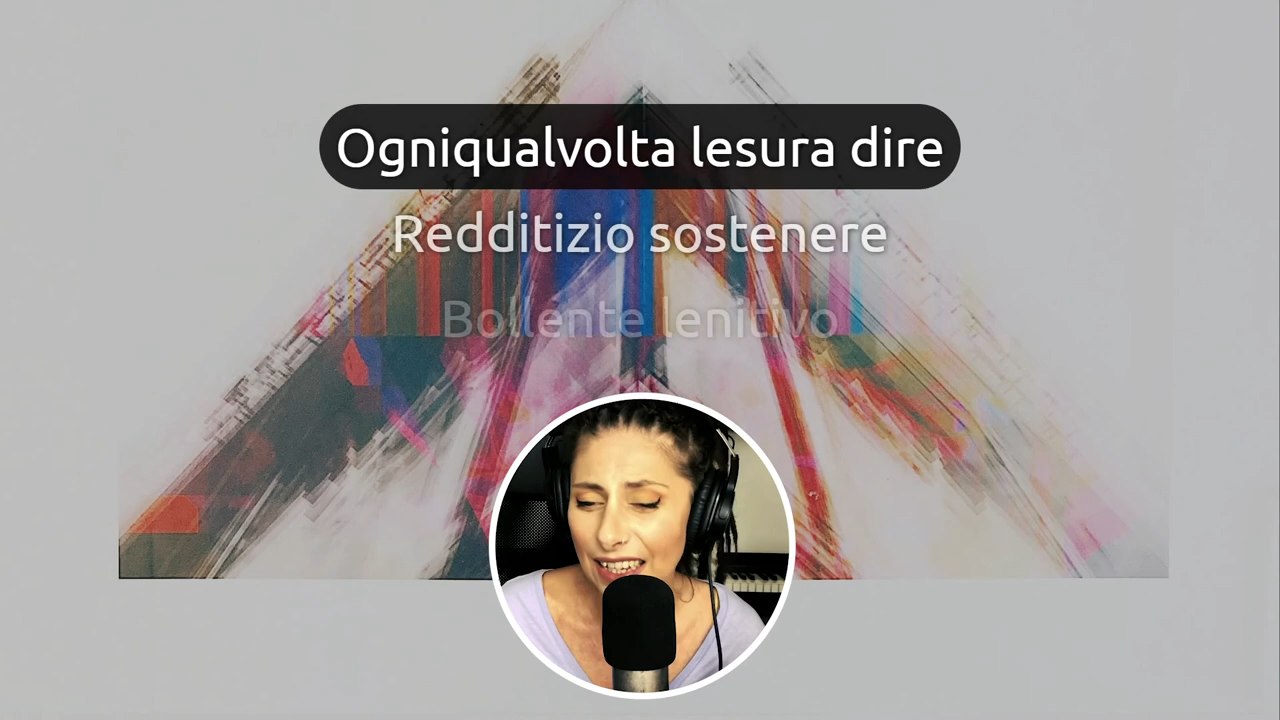 Ogniqualvolta lesura dire
Redditizio sostenere
Bollente lenitivo